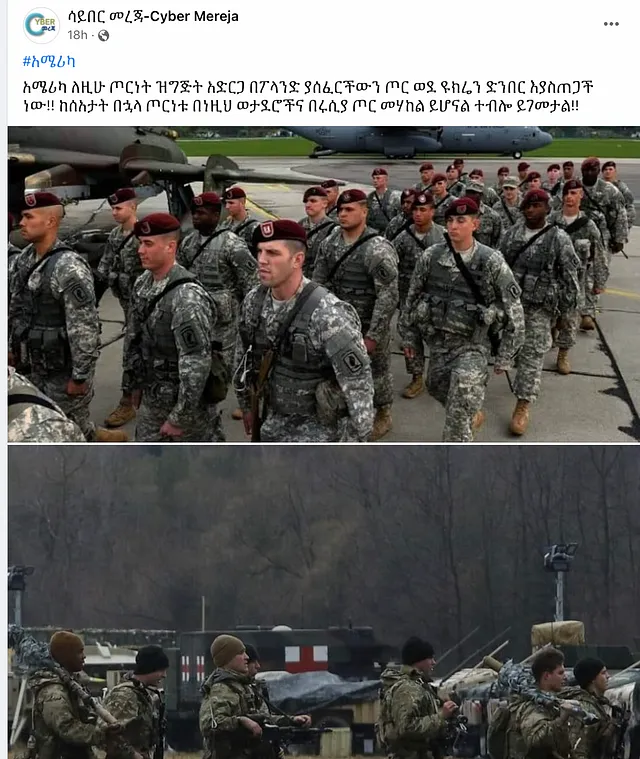 ሳይበር መረጃ-Cyber Mereja
18h ·
#አሜሪካ
አሜሪካ ለዚሁ ጦርነት ዝግጅት አድርጋ በፖላንድ ያሰፈርችውን ጦር ወደ ዩክሬን ድንበር እያስጠጋች
ነው!! ከሰአታት በኋላ ጦርነቱ በነዚህ ወታደሮችና በሩሲያ ጦር መሃከል ይሆናል ተብሎ ይገመታል!!